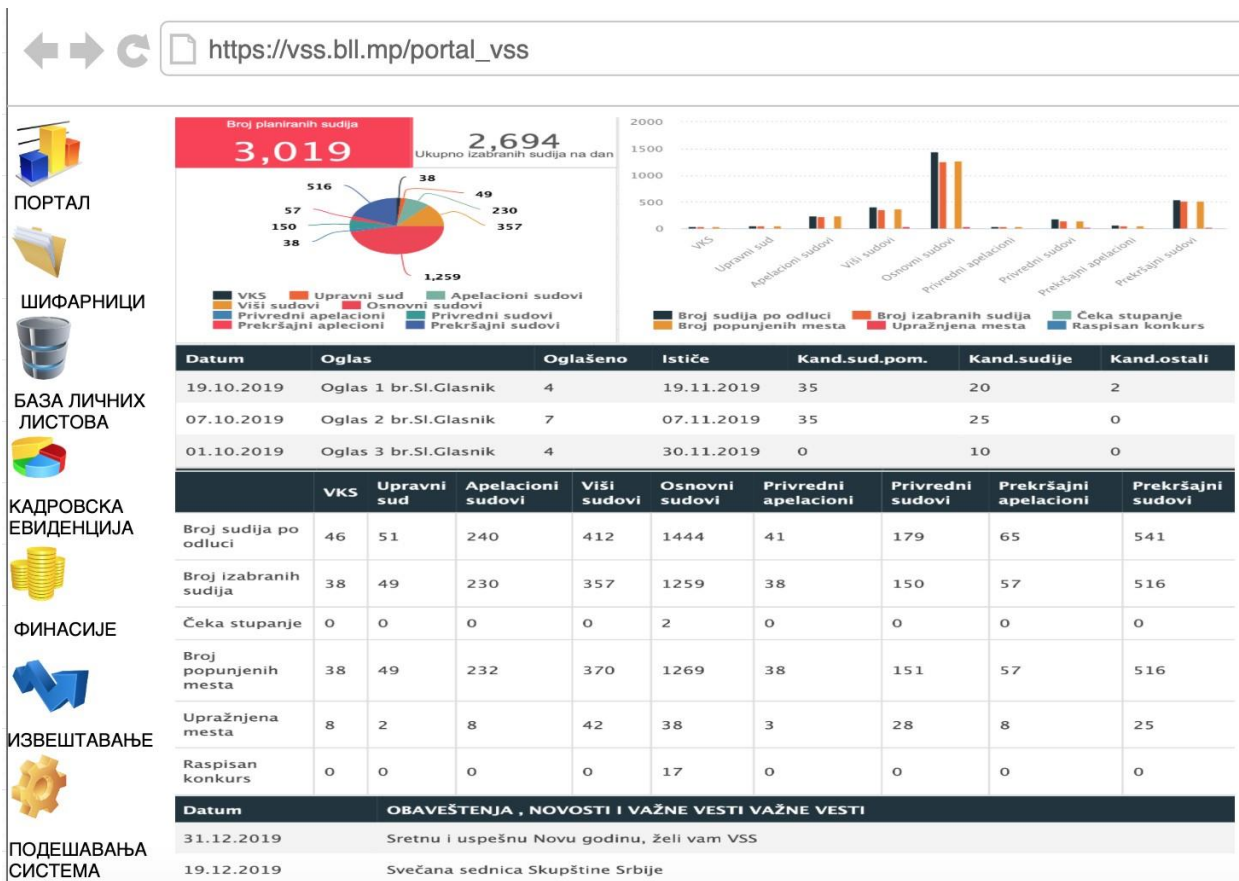 https://vss.bll.mp/portal_vss
ПОРТАЛ
ШИФАРНИЦИ
БАЗА ЛИЧНИХ
ЛИСТОВА
КАДРОВСКА
ЕВИДЕНЦИЈА
ФИНАСИЈЕ
ИЗВЕШТАВАЊЕ
ПОДЕШАВАЊА
СИСТЕМА
Broj planiranih sudija
3,019
2,694
Ukupno izabranih sudija na dan
38
49
230
357
1,259
38
150
57
516
VKS Upravni sud Apelacioni sudovi
Viši sudovi Osnovni sudovi
Privredni apelacioni Privredni sudovi
Prekršajni aplecioni Prekršajni sudovi
2000
1500
1000
500
0
VKS
Upravni sud
Apelacioni sudovi
Viši sudovi
Osnovni sudovi
Privredni apelacioni
Privredni sudovi
Prekršajni apelacioni
Prekršajni sudovi
Broj sudija po odluci Broj izabranih sudija Čeka stupanje
Broj popunjenih mesta Upražnjena mesta Raspisan konkurs
Datum Oglas Oglašeno Ističe Kand.sud.pom. Kand.sudije Kand.ostali
19.10.2019 Oglas 1 br.Sl.Glasnik 4 19.11.2019 35 20 2
07.10.2019 Oglas 2 br.Sl.Glasnik 7 07.11.2019 35 25 0
01.10.2019 Oglas 3 br.Sl.Glasnik 4 30.11.2019 0 10 0
VKS Upravni sud Apelacioni sudovi Viši sudovi Osnovni sudovi Privredni apelacioni Privredni sudovi Prekršajni apelacioni Prekršajni sudovi
Broj sudija po odluci 46 51 240 412 1444 41 179 65 541
Broj izabranih sudija 38 49 230 357 1259 38 150 57 516
Čeka stupanje 0 0 0 0 2 0 0 0 0
Broj popunjenih mesta 38 49 232 370 1269 38 151 57 516
Upražnjena mesta 8 2 8 42 38 3 28 8 25
Raspisan konkurs 0 0 0 0 17 0 0 0 0
Datum OBAVEŠTENJA , NOVOSTI I VAŽNE VESTI VAŽNE VESTI
31.12.2019 Sretnu i uspešnu Novu godinu, želi vam VSS
19.12.2019 Svečana sednica Skupštine Srbije